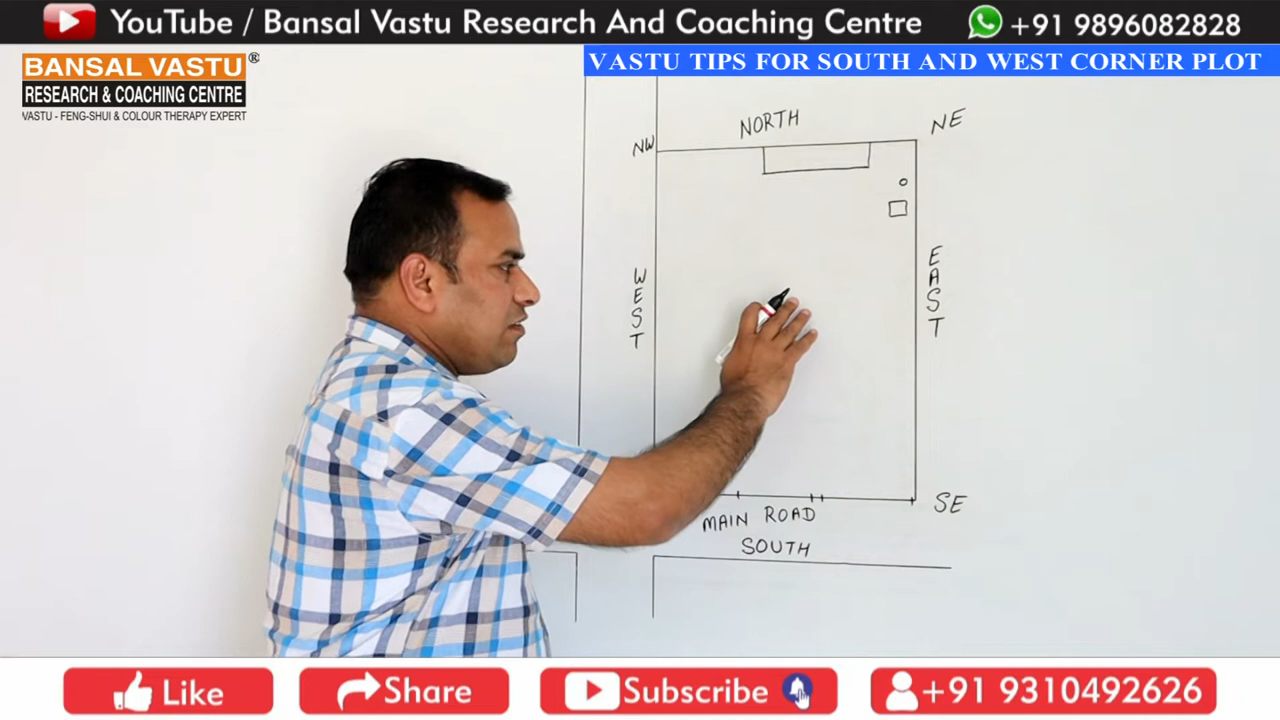 YouTube / Bansal Vastu Research And Coaching Centre
+91 9896082828
BANSAL VASTU®
RESEARCH & COACHING CENTRE
VASTU - FENG-SHUI & COLOUR THERAPY EXPERT
VASTU TIPS FOR SOUTH AND WEST CORNER PLOT
NW
NORTH
NE
WEST
EAST
SE
MAIN ROAD
SOUTH
Like
Share
Subscribe
+91 9310492626